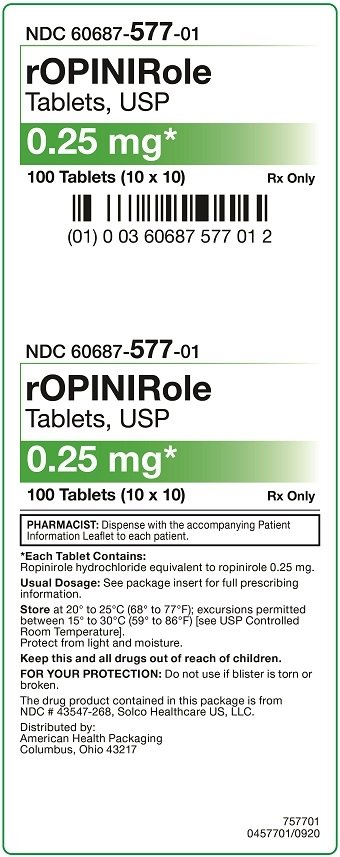 NDC 60687-577-01
rOPINIRole
Tablets, USP
0.25 mg*
100 Tablets (10 x 10) Rx Only
(01) 0 03 60687 577 01 2
NDC 60687-577-01
rOPINIRole
Tablets, USP
0.25 mg*
100 Tablets (10 x 10) Rx Only
PHARMACIST: Dispense with the accompanying Patient
Information Leaflet to each patient.
*Each Tablet Contains:
Ropinirole hydrochloride equivalent to ropinirole 0.25 mg.
Usual Dosage: See package insert for full prescribing
information.
Store at 20° to 25°C (68° to 77°F); excursions permitted
between 15° to 30°C (59° to 86°F) [see USP Controlled
Room Temperature].
Protect from light and moisture.
Keep this and all drugs out of reach of children.
FOR YOUR PROTECTION: Do not use if blister is torn or
broken.
The drug product contained in this package is from
NDC # 43547-268, Solco Healthcare US, LLC.
Distributed by:
American Health Packaging
Columbus, Ohio 43217
757701
0457701/0920